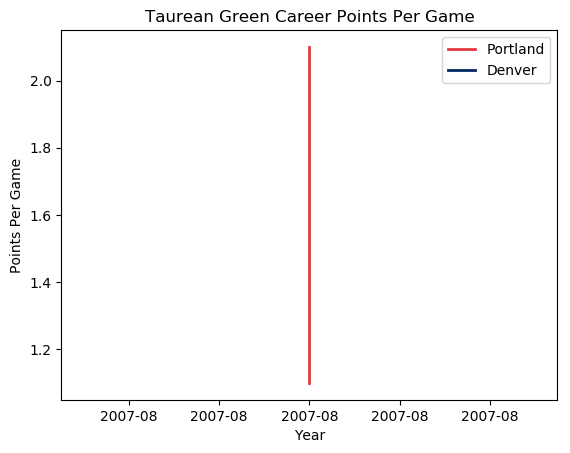 Taurean Green Career Points Per Game
Portland
Denver
Points Per Game
2.0
1.8
1.6
1.4
1.2
2007-08 2007-08 2007-08 2007-08 2007-08
Year